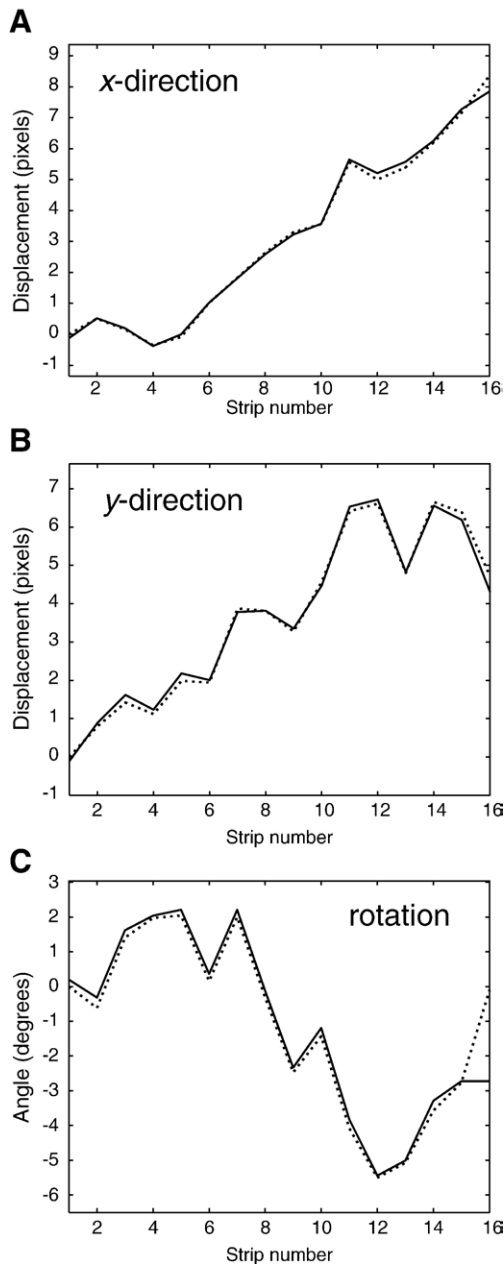 A
9
8
7
6
5
4
3
2
1
0
-1
x-direction
Displacement (pixels)
2 4 6 8 10 12 14 16
Strip number
B
7
6
5
4
3
2
1
0
-1
y-direction
Displacement (pixels)
2 4 6 8 10 12 14 16
Strip number
C
3
2
1
0
-1
-2
-3
-4
-5
-6
rotation
Angle (degrees)
2 4 6 8 10 12 14 16
Strip number